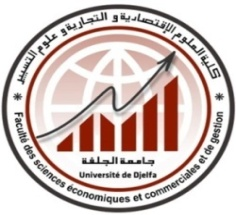 كلية العلوم الإقتصادية و التجارية و علوم التسيير
جامعة الجلفة
Université de Djelfa
Faculté des sciences économiques et commerciales et de gestion